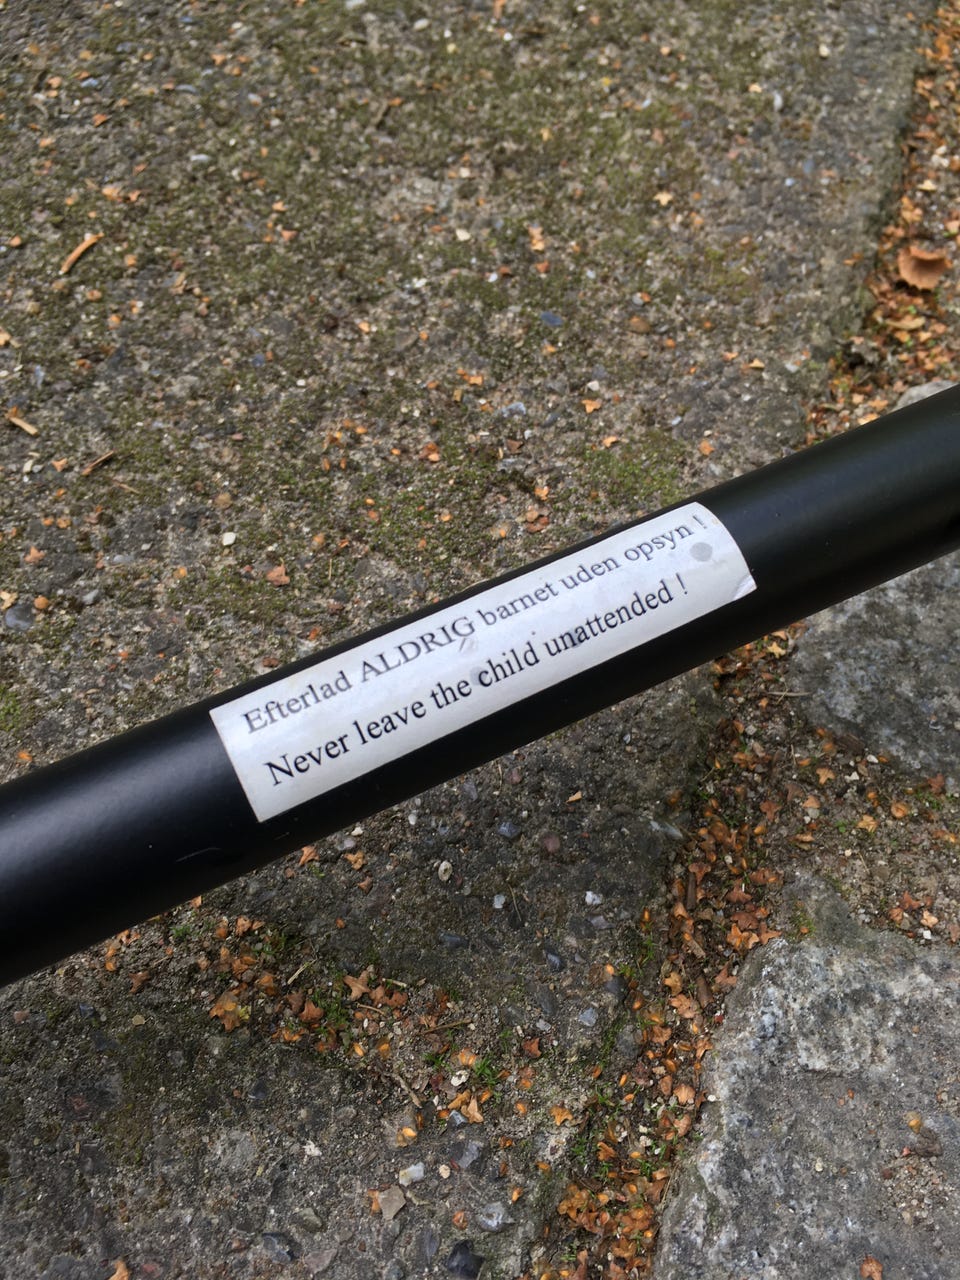 Efterlad ALDRIG barnet uden opsyn !
Never leave the child unattended !